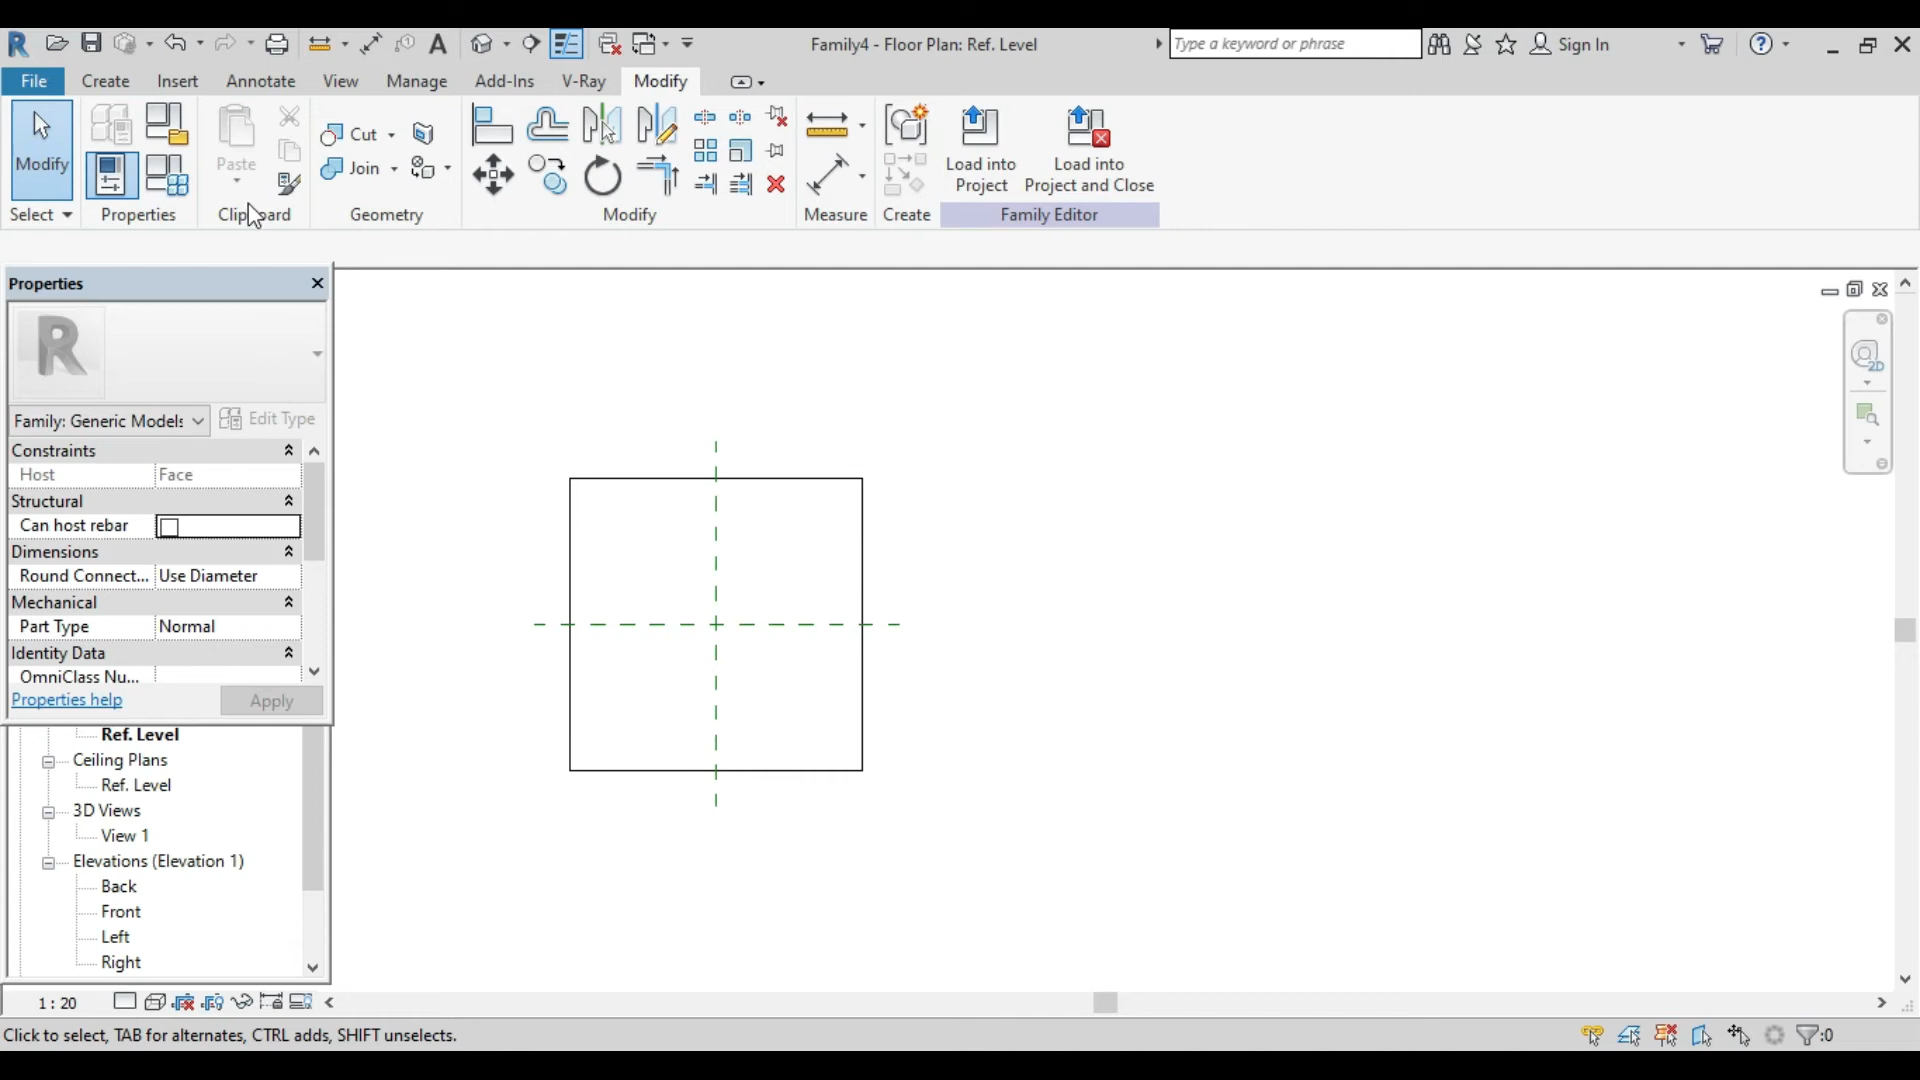 Family4 - Floor Plan: Ref. Level
Type a keyword or phrase
Sign In
File
Create
Insert
Annotate
View
Manage
Add-Ins
V-Ray
Modify
Modify
Paste
Cut
Join
Load into
Project
Load into
Project and Close
Select
Properties
Geometry
Modify
Measure
Create
Family Editor
Properties
Family: Generic Models
Edit Type
Constraints
Host
Face
Structural
Can host rebar
Dimensions
Round Connect...
Use Diameter
Mechanical
Part Type
Normal
Identity Data
OmniClass Nu...
Properties help
Apply
Ref. Level
Ceiling Plans
Ref. Level
3D Views
View 1
Elevations (Elevation 1)
Back
Front
Left
Right
2D
1 : 20
Click to select, TAB for alternates, CTRL adds, SHIFT unselects.
:0